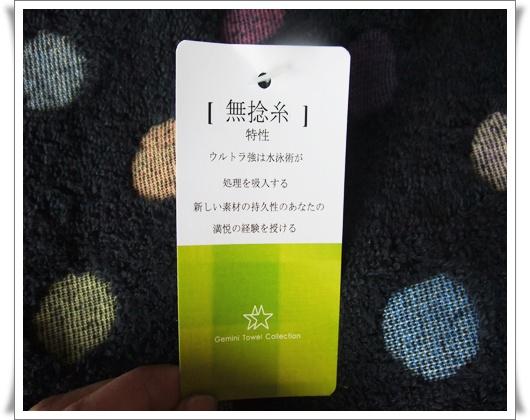 [ 無捻糸 ]
特性
ウルトラ強は水泳術が
処理を吸入する
新しい素材の持久性のあなたの
満悦の経験を授ける
Gemini Towel Collection